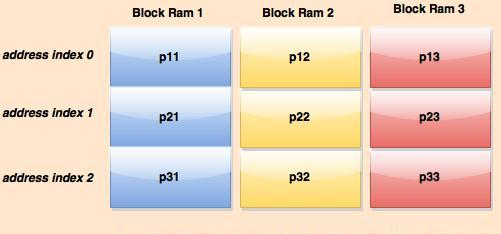 Block Ram 1 Block Ram 2 Block Ram 3
address index 0 p11 p12 p13
address index 1 p21 p22 p23
address index 2 p31 p32 p33